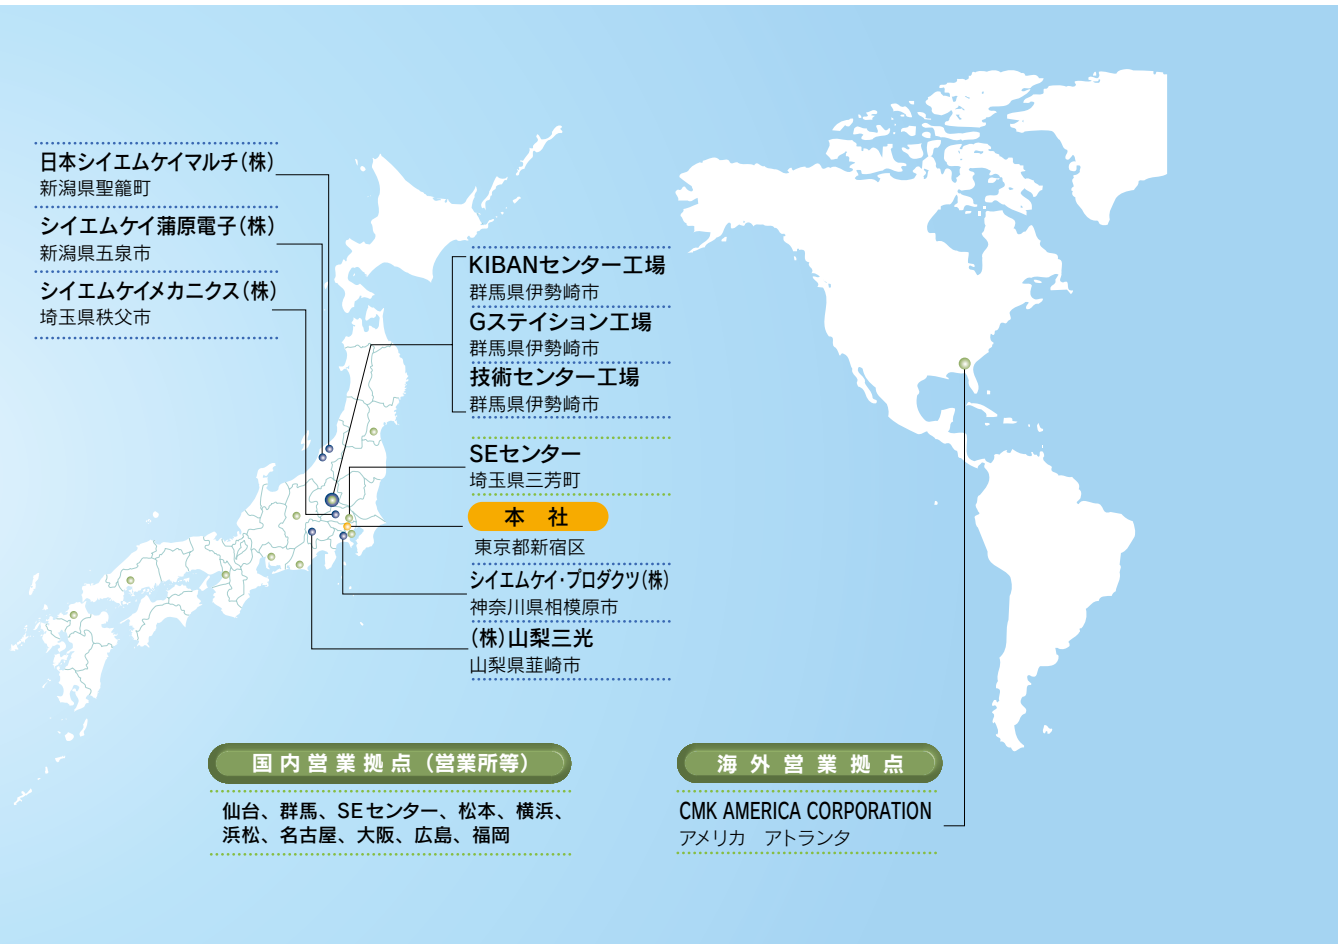 日本シイエムケイマルチ(株)
新潟県聖籠町
シイエムケイ蒲原電子(株)
新潟県五泉市
シイエムケイメカニクス(株)
埼玉県秩父市
KIBANセンター工場
群馬県伊勢崎市
Gステイション工場
群馬県伊勢崎市
技術センター工場
群馬県伊勢崎市
SEセンター
埼玉県三芳町
本 社
東京都新宿区
シイエムケイ・プロダクツ(株)
神奈川県相模原市
(株)山梨三光
山梨県韮崎市
国内営業拠点(営業所等)
仙台、群馬、SEセンター、松本、横浜、
浜松、名古屋、大阪、広島、福岡
海外営業拠点
CMK AMERICA CORPORATION
アメリカ アトランタ